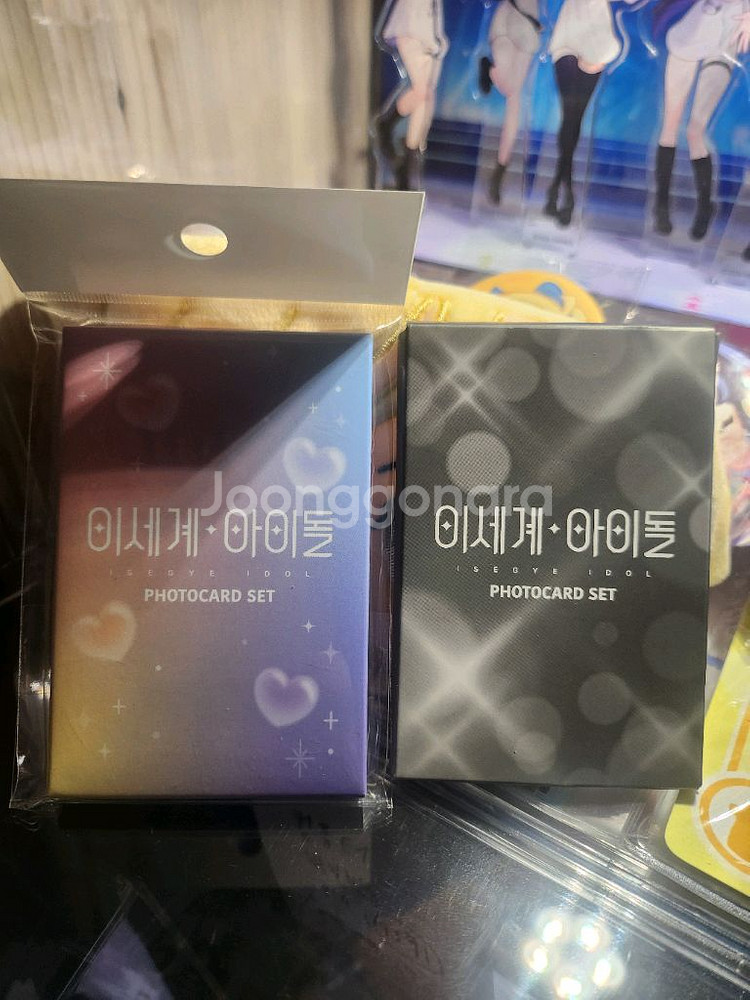 이세계✦아이돌
ISEGYE IDOL
PHOTOCARD SET
이세계✦아이돌
ISEGYE IDOL
PHOTOCARD SET
Joonggonara